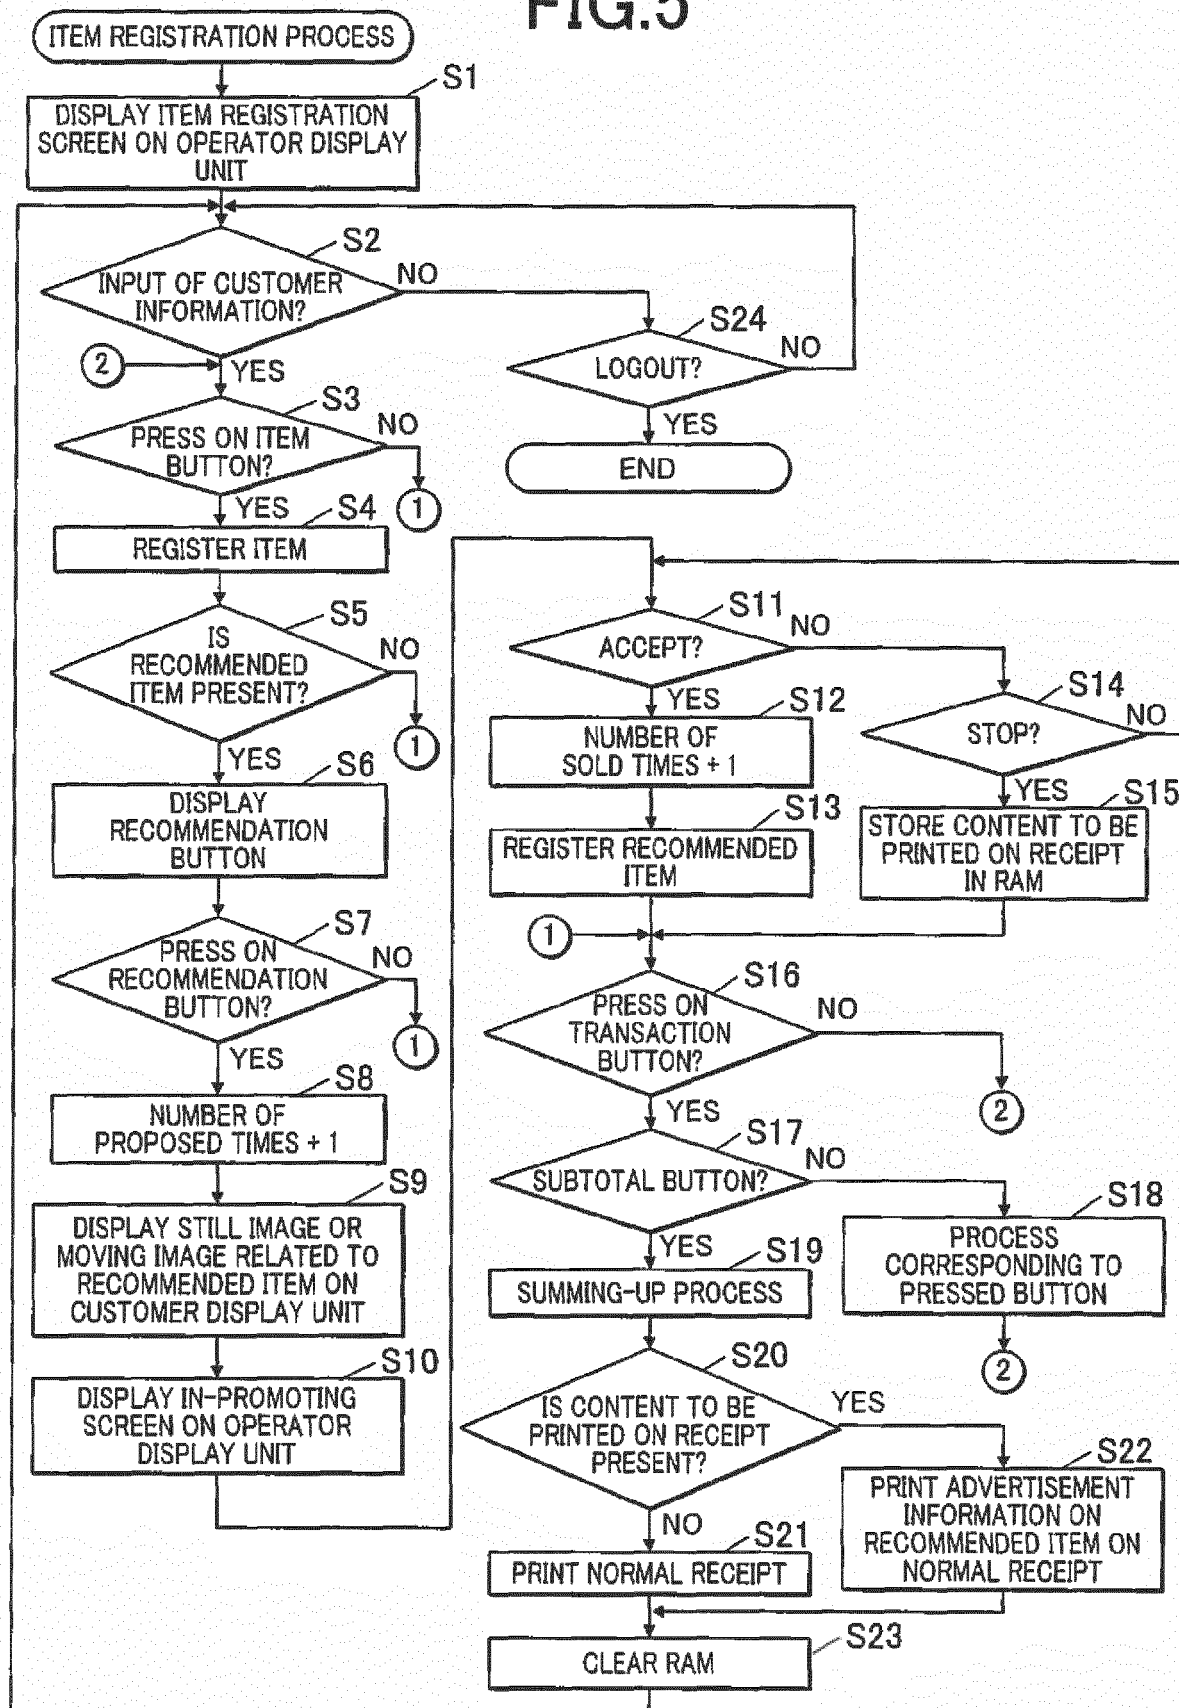 FIG.5
ITEM REGISTRATION PROCESS
S1
DISPLAY ITEM REGISTRATION
SCREEN ON OPERATOR DISPLAY
UNIT
S2
INPUT OF CUSTOMER
INFORMATION?
NO
S24
LOGOUT?
NO
YES
END
2
YES
S3
PRESS ON ITEM
BUTTON?
NO
1
YES
S4
REGISTER ITEM
S5
IS
RECOMMENDED
ITEM PRESENT?
NO
1
YES
S6
DISPLAY
RECOMMENDATION
BUTTON
S7
PRESS ON
RECOMMENDATION
BUTTON?
NO
1
YES
S8
NUMBER OF
PROPOSED TIMES + 1
S9
DISPLAY STILL IMAGE OR
MOVING IMAGE RELATED TO
RECOMMENDED ITEM ON
CUSTOMER DISPLAY UNIT
S10
DISPLAY IN-PROMOTING
SCREEN ON OPERATOR
DISPLAY UNIT
S11
ACCEPT?
NO
YES
S12
NUMBER OF
SOLD TIMES + 1
S13
REGISTER RECOMMENDED
ITEM
S14
STOP?
NO
YES
S15
STORE CONTENT TO BE
PRINTED ON RECEIPT
IN RAM
1
S16
PRESS ON
TRANSACTION
BUTTON?
NO
2
YES
S17
SUBTOTAL BUTTON?
NO
S18
PROCESS
CORRESPONDING TO
PRESSED BUTTON
2
YES
S19
SUMMING-UP PROCESS
S20
IS CONTENT TO BE
PRINTED ON RECEIPT
PRESENT?
YES
S22
PRINT ADVERTISEMENT
INFORMATION ON
RECOMMENDED ITEM ON
NORMAL RECEIPT
NO
S21
PRINT NORMAL RECEIPT
S23
CLEAR RAM